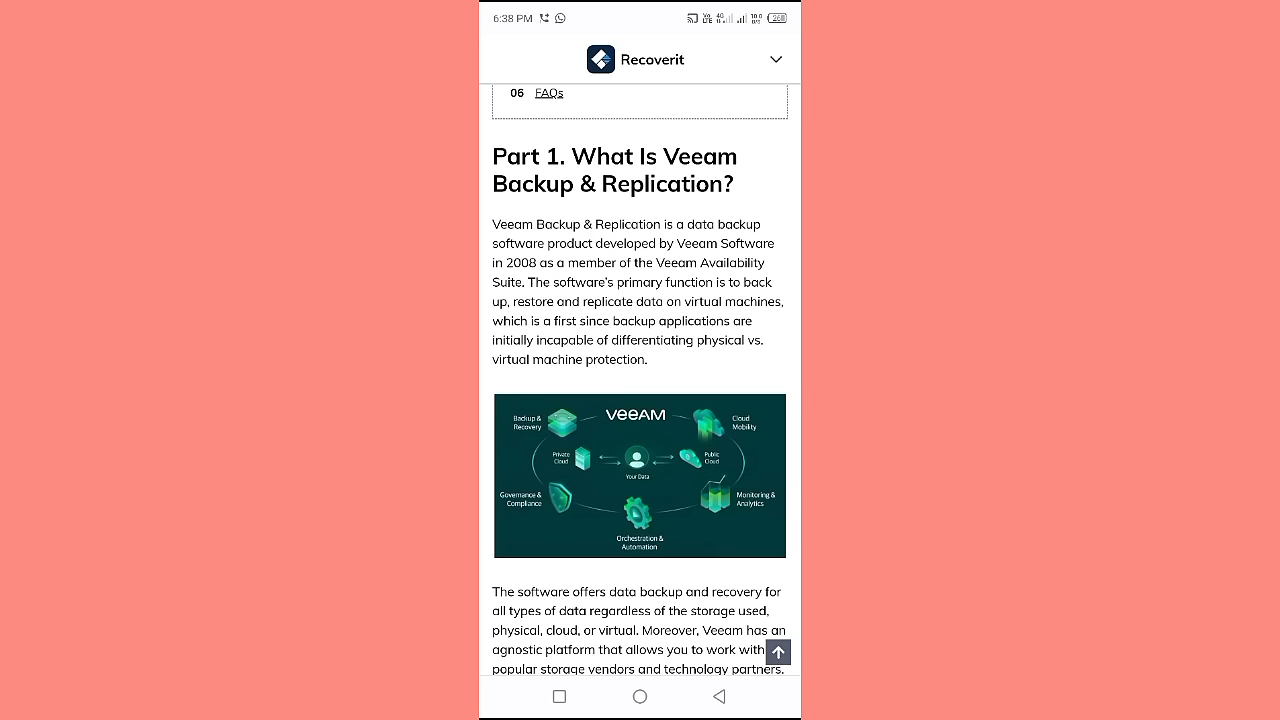 6:38 PM
Recoverit
06 FAQs
Part 1. What Is Veeam
Backup & Replication?
Veeam Backup & Replication is a data backup
software product developed by Veeam Software
in 2008 as a member of the Veeam Availability
Suite. The software's primary function is to back
up, restore and replicate data on virtual machines,
which is a first since backup applications are
initially incapable of differentiating physical vs.
virtual machine protection.
veeAM
Backup &
Recovery
Cloud
Mobility
Private
Cloud
Public
Cloud
Your Data
Governance &
Compliance
Monitoring &
Analytics
Orchestration &
Automation
The software offers data backup and recovery for
all types of data regardless of the storage used,
physical, cloud, or virtual. Moreover, Veeam has an
agnostic platform that allows you to work with
popular storage vendors and technology partners.